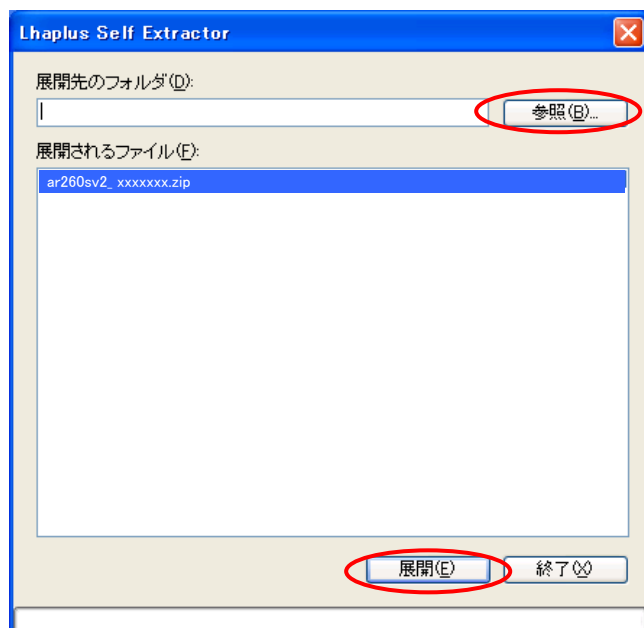 Lhaplus Self Extractor
展開先のフォルダ(D):
参照(B)...
展開されるファイル(F):
ar260sv2_ xxxxxxx.zip
展開(E) 終了(X)